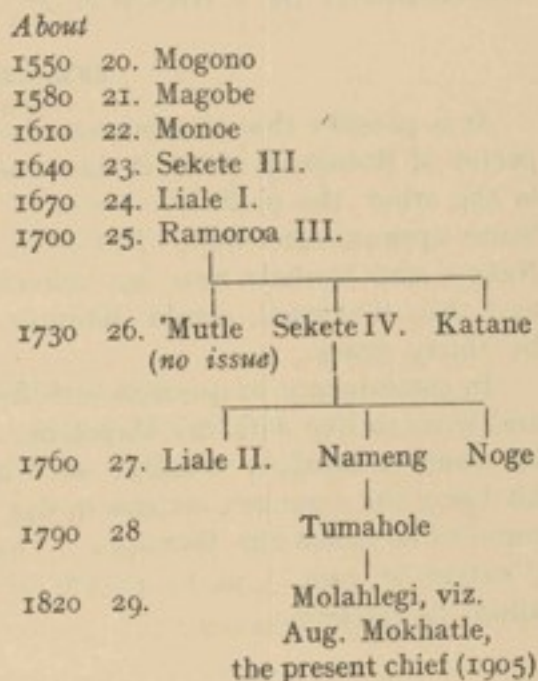 About
1550 20. Mogono
1580 21. Magobe
1610 22. Monoe
1640 23. Sekete III.
1670 24. Liale I.
1700 25. Ramoroa III.
1730 26. 'Mutle Sekete IV. Katane
(no issue)
1760 27. Liale II. Nameng Noge
1790 28 Tumahole
1820 29. Molahlegi, viz.
Aug. Mokhatle,
the present chief (1905)